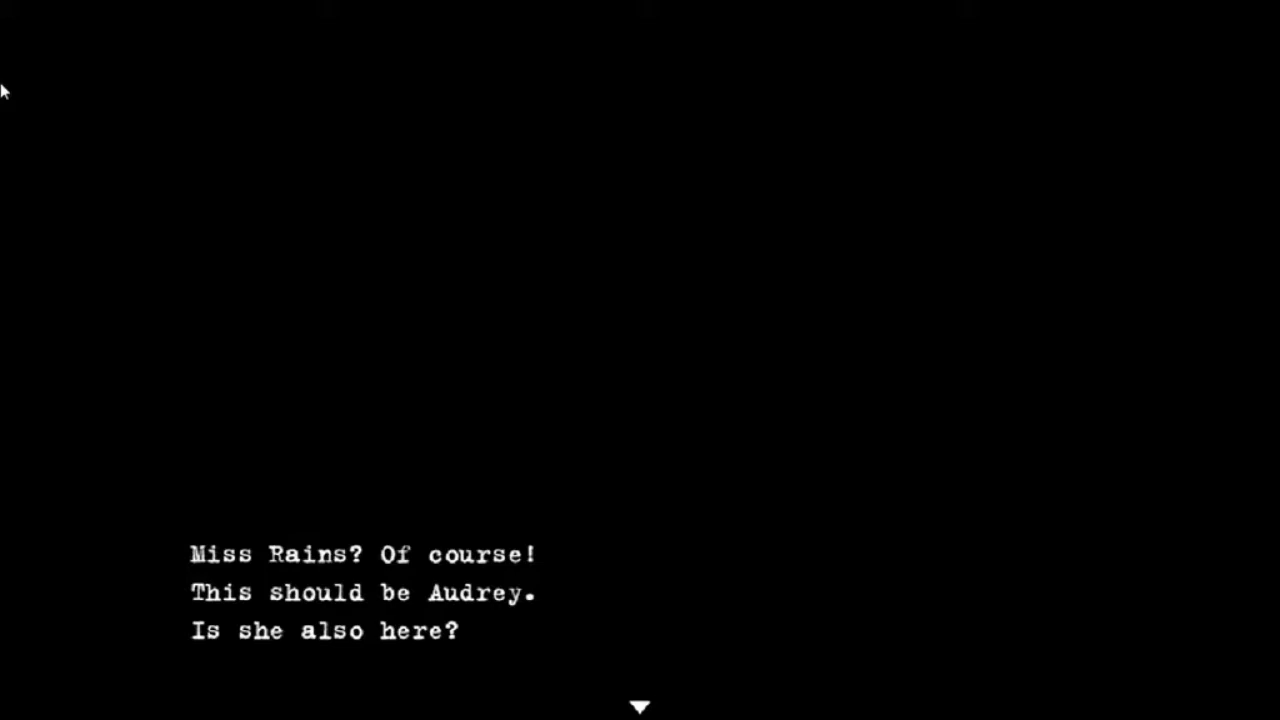 Miss Rains? Of course!
This should be Audrey.
Is she also here?